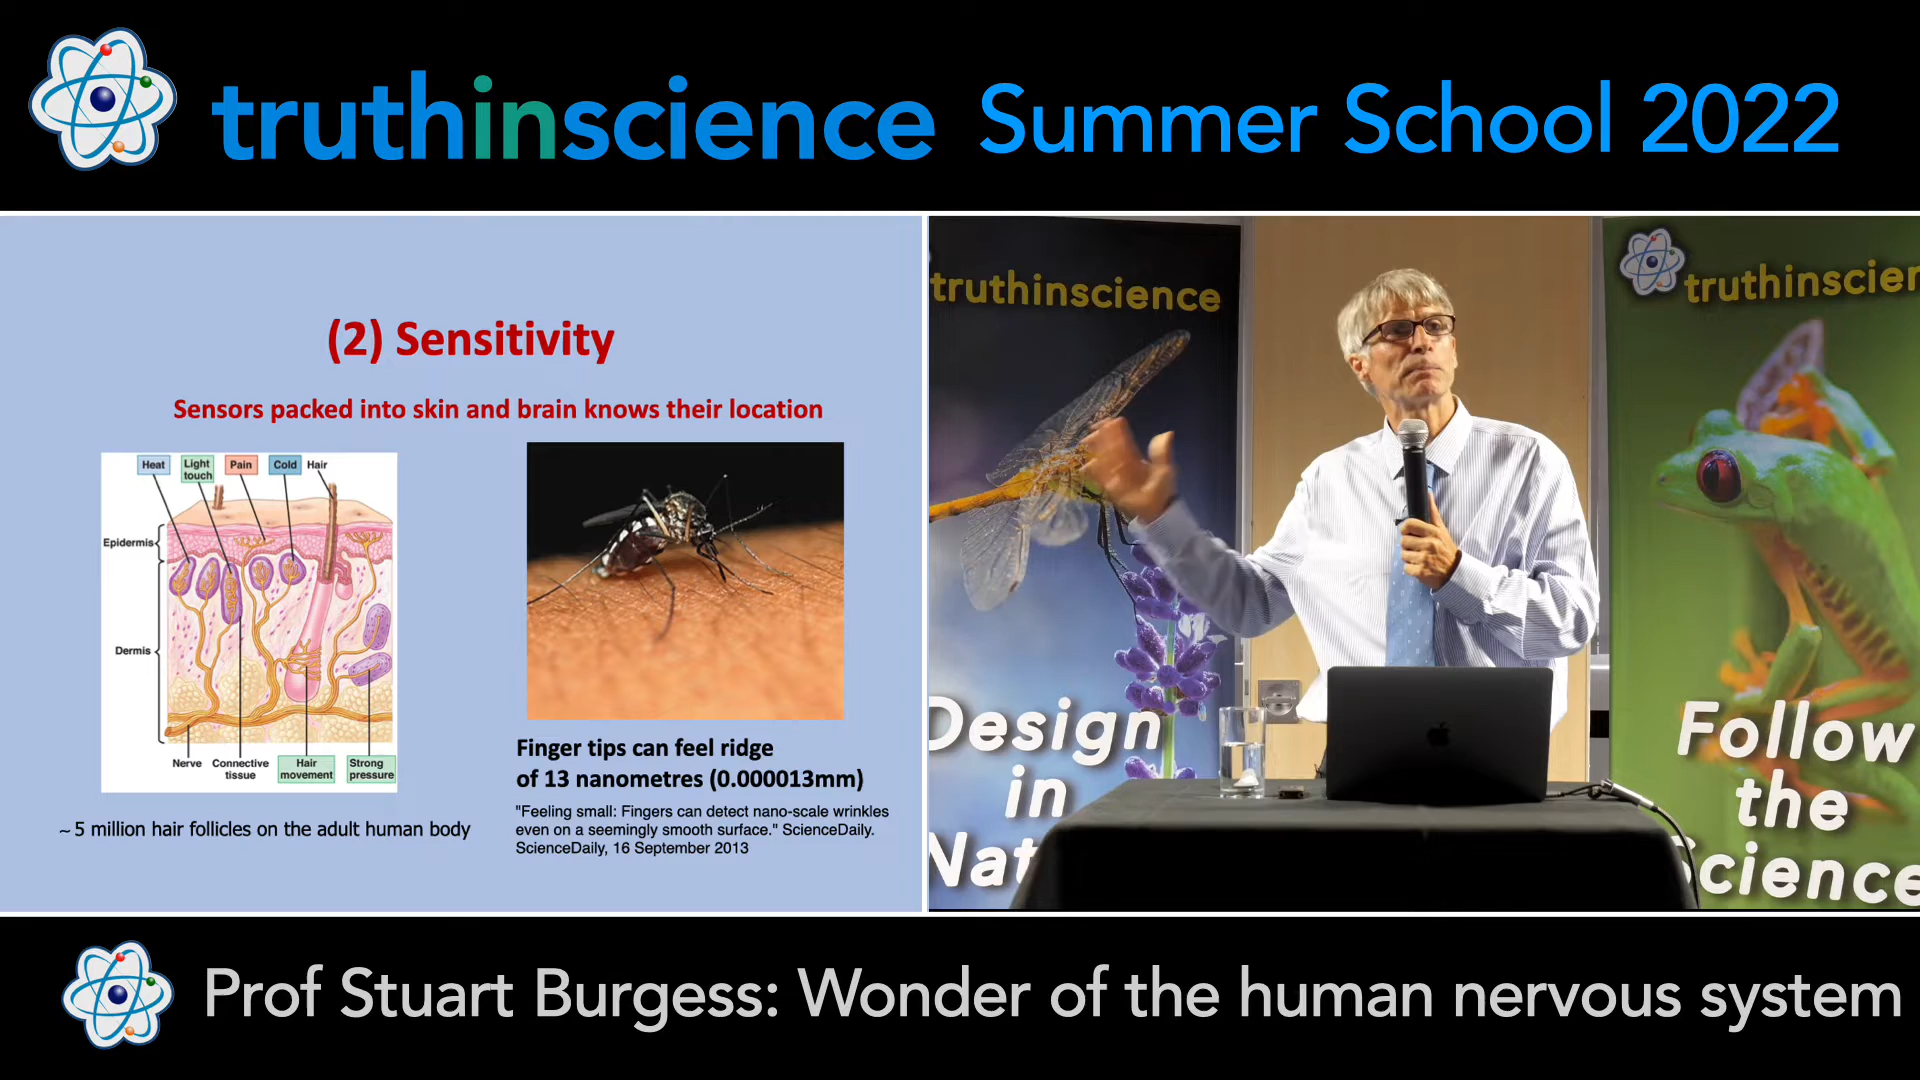 truthinscience Summer School 2022
(2) Sensitivity
Sensors packed into skin and brain knows their location
Heat
Light
touch
Pain
Cold
Hair
Epidermis
Dermis
Nerve
Connective
tissue
Hair
movement
Strong
pressure
~ 5 million hair follicles on the adult human body
Finger tips can feel ridge
of 13 nanometres (0.000013mm)
"Feeling small: Fingers can detect nano-scale wrinkles
even on a seemingly smooth surface." ScienceDaily.
ScienceDaily, 16 September 2013
truthinscience
Design
in
Nat
truthinscien
Follow
the
Science
Prof Stuart Burgess: Wonder of the human nervous system